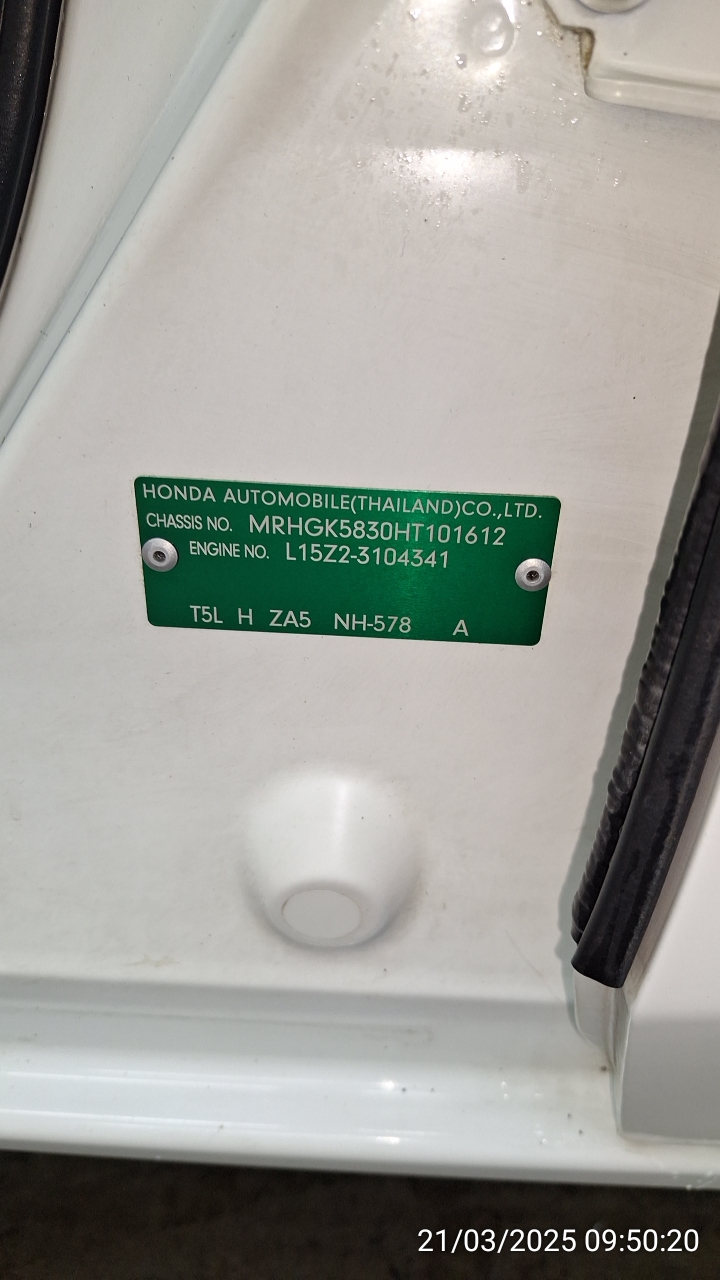 HONDA AUTOMOBILE(THAILAND)CO.,LTD.
CHASSIS NO. MRHGK5830HT101612
ENGINE NO. L15Z2-3104341
T5L H ZA5 NH-578 A
21/03/2025 09:50:20